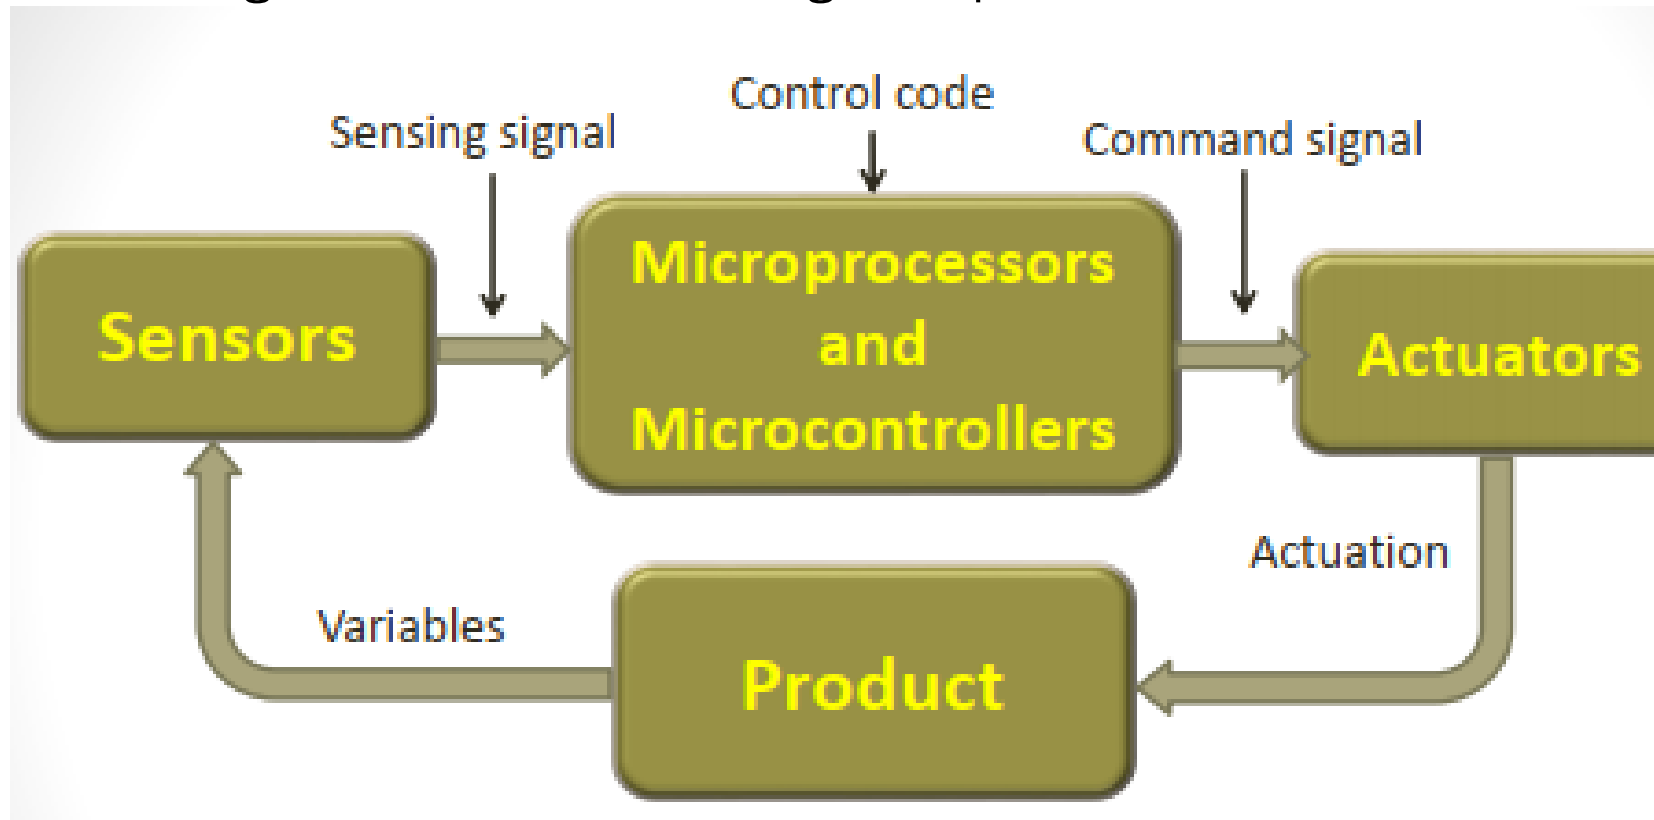 Control code
Sensing signal
Command signal
Sensors
Microprocessors
and
Microcontrollers
Actuators
Actuation
Variables
Product